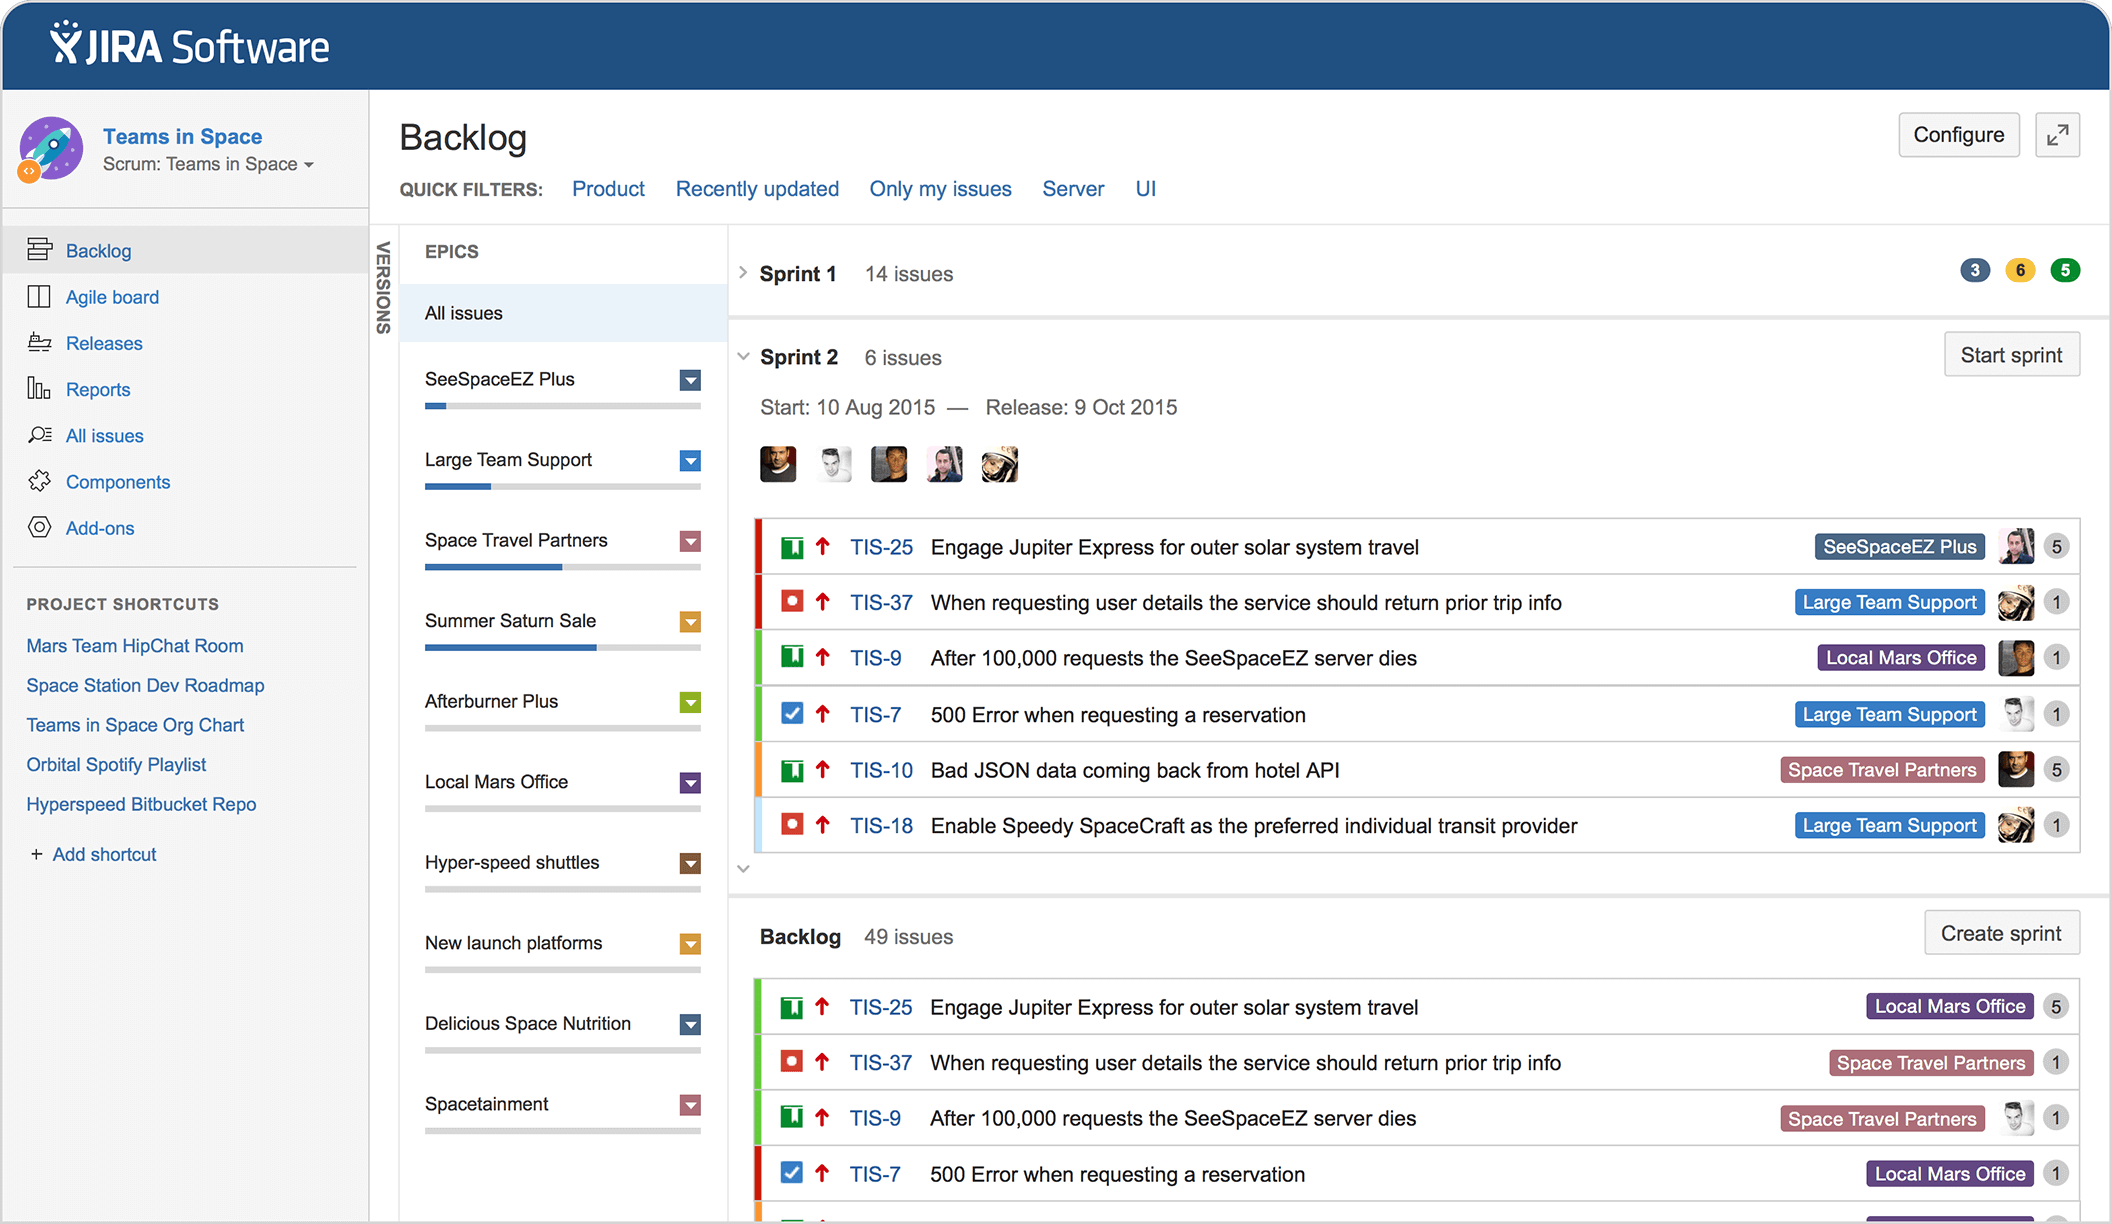 JIRA Software
Teams in Space
Scrum: Teams in Space
Backlog
Agile board
Releases
Reports
All issues
Components
Add-ons
PROJECT SHORTCUTS
Mars Team HipChat Room
Space Station Dev Roadmap
Teams in Space Org Chart
Orbital Spotify Playlist
Hyperspeed Bitbucket Repo
+ Add shortcut
Backlog
Configure
QUICK FILTERS: Product Recently updated Only my issues Server UI
VERSIONS
EPICS
All issues
SeeSpaceEZ Plus
Large Team Support
Space Travel Partners
Summer Saturn Sale
Afterburner Plus
Local Mars Office
Hyper-speed shuttles
New launch platforms
Delicious Space Nutrition
Spacetainment
Sprint 1 14 issues 3 6 5
Sprint 2 6 issues Start sprint
Start: 10 Aug 2015 — Release: 9 Oct 2015
TIS-25 Engage Jupiter Express for outer solar system travel SeeSpaceEZ Plus 5
TIS-37 When requesting user details the service should return prior trip info Large Team Support 1
TIS-9 After 100,000 requests the SeeSpaceEZ server dies Local Mars Office 1
TIS-7 500 Error when requesting a reservation Large Team Support 1
TIS-10 Bad JSON data coming back from hotel API Space Travel Partners 5
TIS-18 Enable Speedy SpaceCraft as the preferred individual transit provider Large Team Support 1
Backlog 49 issues Create sprint
TIS-25 Engage Jupiter Express for outer solar system travel Local Mars Office 5
TIS-37 When requesting user details the service should return prior trip info Space Travel Partners 1
TIS-9 After 100,000 requests the SeeSpaceEZ server dies Space Travel Partners 1
TIS-7 500 Error when requesting a reservation Local Mars Office 1